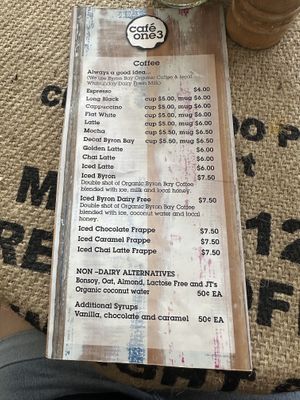 café
one3
Coffee
Always a good idea...
(We use Byron Bay Organic Coffee & local
Whitsunday Dairy Fresh Milk)
Espresso $6.00
Long Black cup $5.00, mug $6.00
Cappuccino cup $5.00, mug $6.00
Flat White cup $5.00, mug $6.00
Latte cup $5.00, mug $6.00
Mocha cup $5.50, mug $6.50
Decaf Byron Bay cup $5.50, mug $6.50
Golden Latte $6.00
Chai Latte $6.00
Iced Latte $6.00
Iced Byron $7.50
Double shot of Organic Byron Bay Coffee
blended with ice, milk and local honey.
Iced Byron Dairy Free $7.50
Double shot of Organic Byron Bay Coffee
blended with ice, coconut water and local
honey.
Iced Chocolate Frappe $7.50
Iced Caramel Frappe $7.50
Iced Chai Latte Frappe $7.50
NON -DAIRY ALTERNATIVES
Bonsoy, Oat, Almond, Lactose Free and JT's
Organic coconut water 50¢ EA
Additional Syrups
Vanilla, chocolate and caramel 50¢ EA